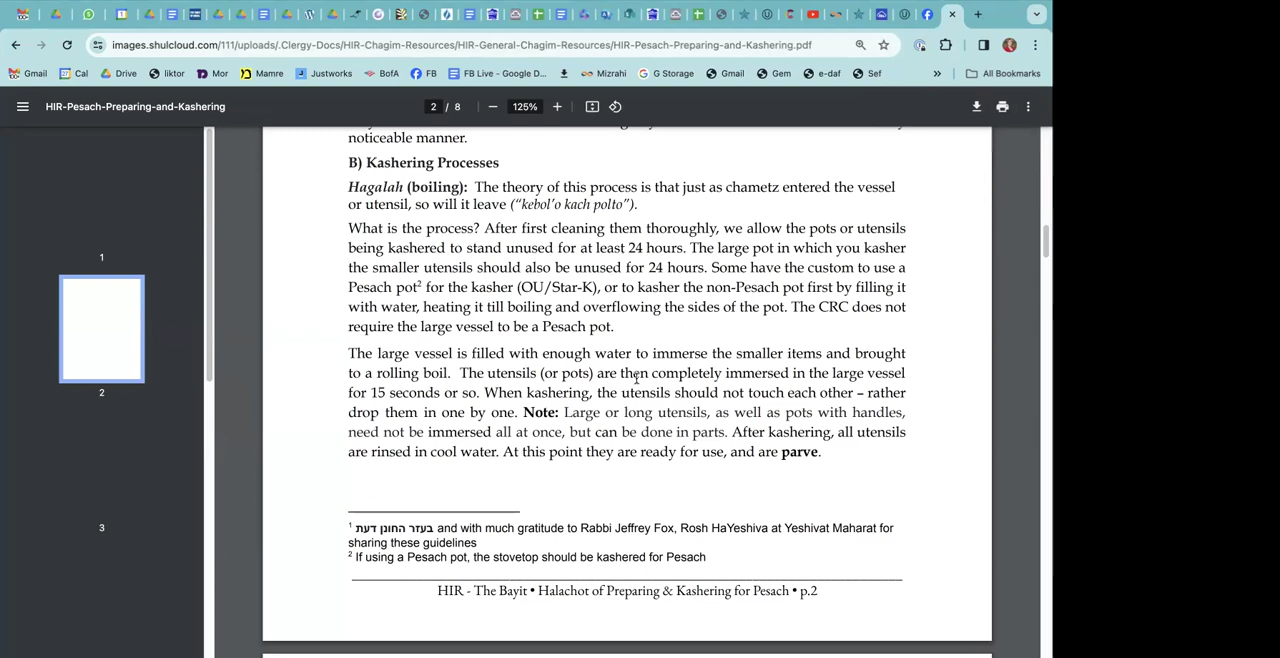 images.shulcloud.com/111/uploads/.Clergy-Docs/HIR-Chagim-Resources/HIR-General-Chagim-Resources/HIR-Pesach-Preparing-and-Kashering.pdf
Gmail Cal Drive liktor Mor Mamre Justworks BofA FB FB Live - Google D... Mizrahi G Storage Gmail Gem e-daf Sef » All Bookmarks
HIR-Pesach-Preparing-and-Kashering 2 / 8 125%
noticeable manner.
B) Kashering Processes
Hagalah (boiling): The theory of this process is that just as chametz entered the vessel
or utensil, so will it leave (“kebol’o kach polto”).
What is the process? After first cleaning them thoroughly, we allow the pots or utensils
being kashered to stand unused for at least 24 hours. The large pot in which you kasher
the smaller utensils should also be unused for 24 hours. Some have the custom to use a
Pesach pot² for the kasher (OU/Star-K), or to kasher the non-Pesach pot first by filling it
with water, heating it till boiling and overflowing the sides of the pot. The CRC does not
require the large vessel to be a Pesach pot.
The large vessel is filled with enough water to immerse the smaller items and brought
to a rolling boil. The utensils (or pots) are then completely immersed in the large vessel
for 15 seconds or so. When kashering, the utensils should not touch each other – rather
drop them in one by one. Note: Large or long utensils, as well as pots with handles,
need not be immersed all at once, but can be done in parts. After kashering, all utensils
are rinsed in cool water. At this point they are ready for use, and are parve.
¹ בעזר החונן דעת and with much gratitude to Rabbi Jeffrey Fox, Rosh HaYeshiva at Yeshivat Maharat for
sharing these guidelines
² If using a Pesach pot, the stovetop should be kashered for Pesach
HIR - The Bayit • Halachot of Preparing & Kashering for Pesach • p.2
1
2
3